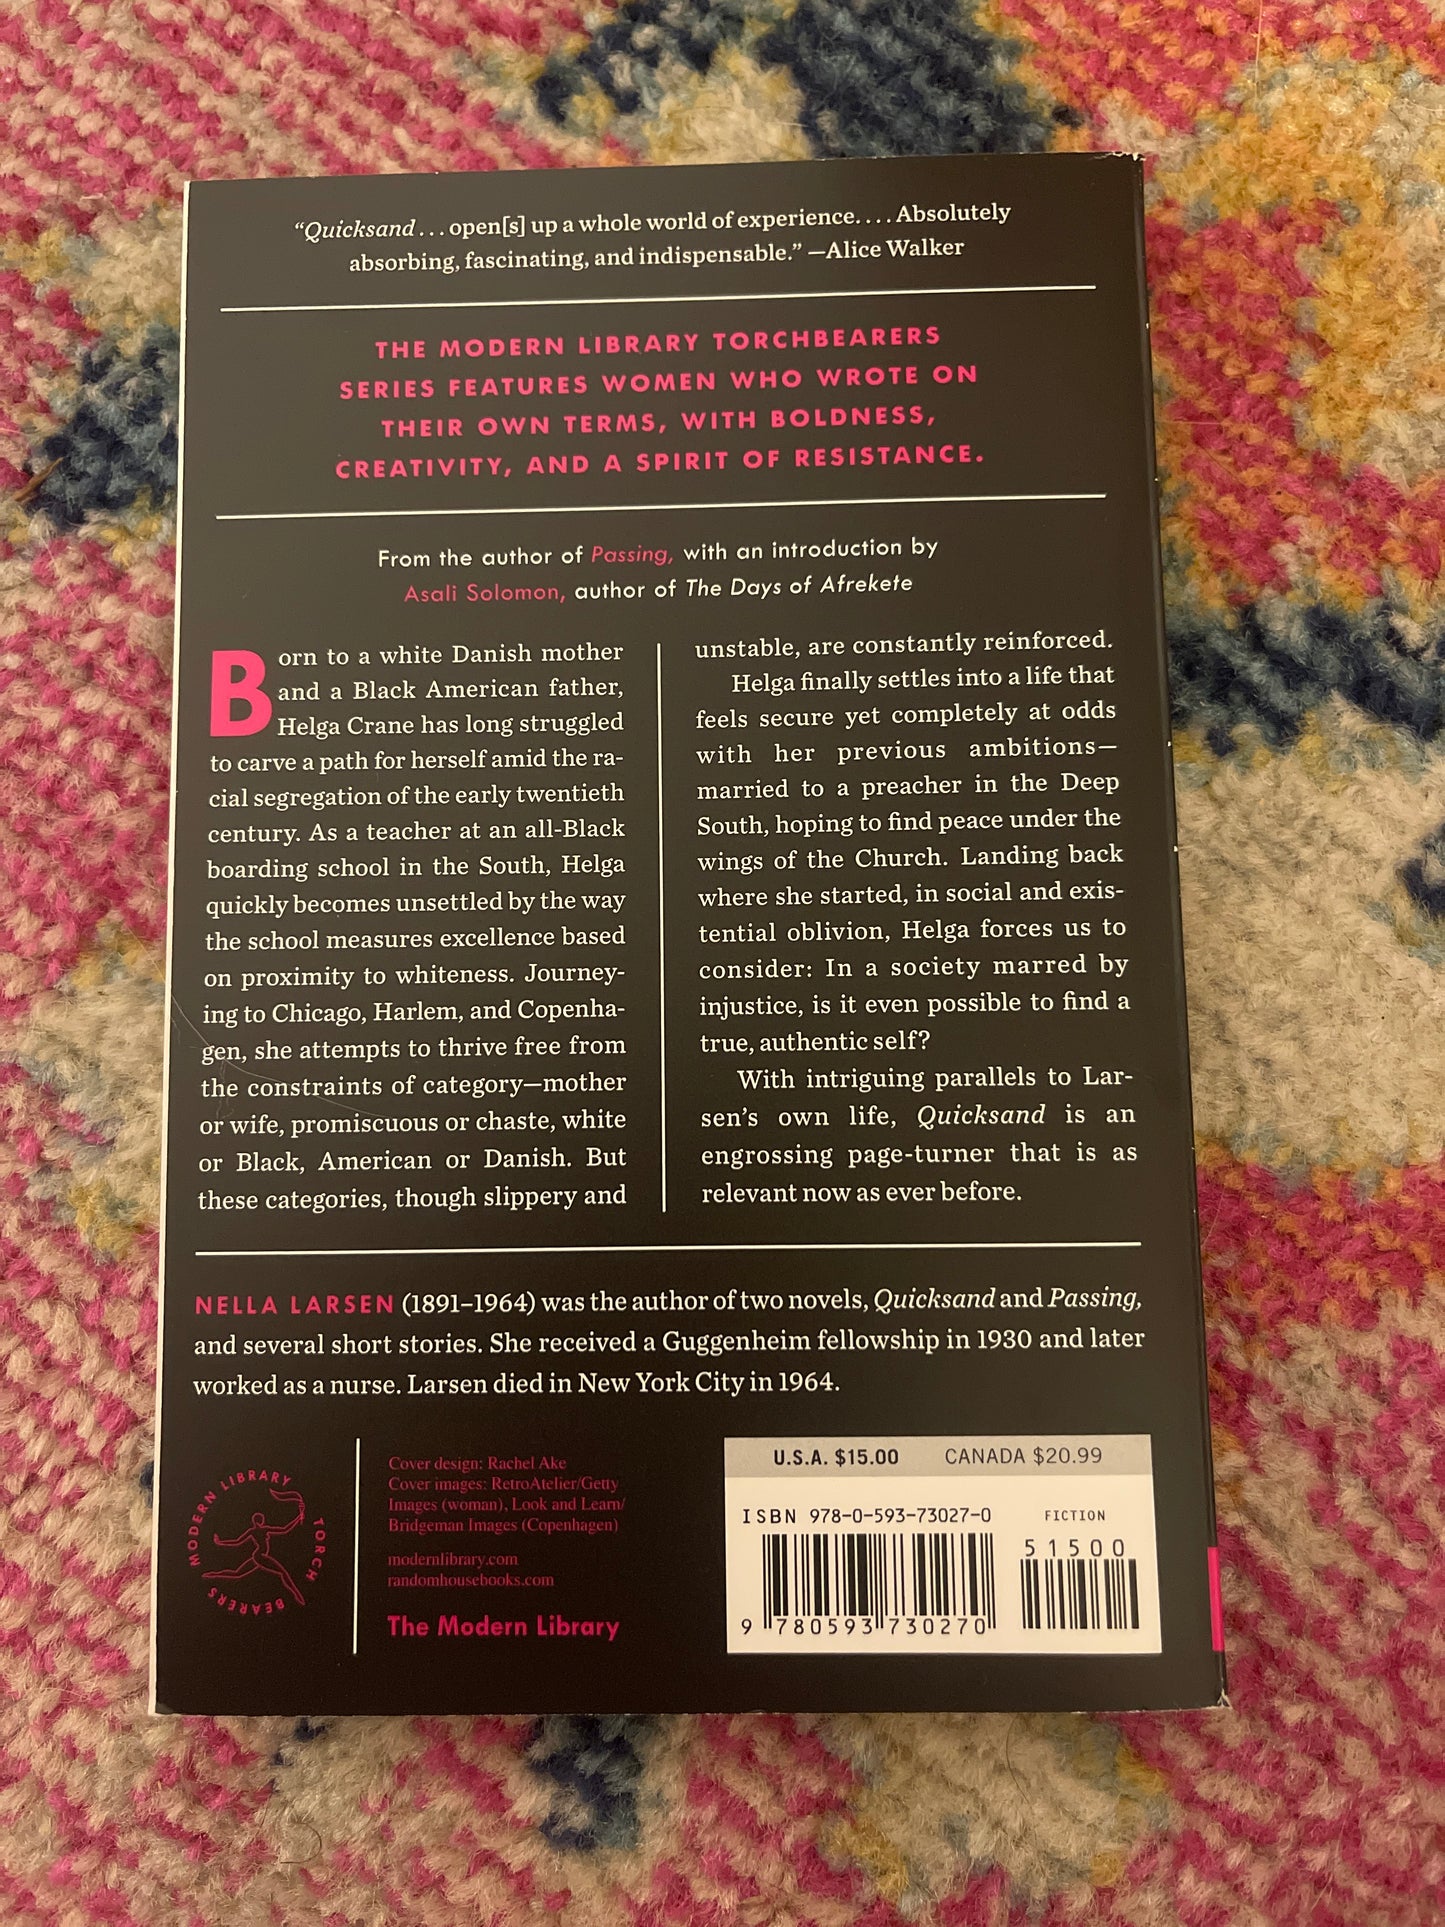 “Quicksand . . . open[s] up a whole world of experience. . . . Absolutely
absorbing, fascinating, and indispensable.” —Alice Walker
THE MODERN LIBRARY TORCHBEARERS
SERIES FEATURES WOMEN WHO WROTE ON
THEIR OWN TERMS, WITH BOLDNESS,
CREATIVITY, AND A SPIRIT OF RESISTANCE.
From the author of Passing, with an introduction by
Asali Solomon, author of The Days of Afrekete
Born to a white Danish mother
and a Black American father,
Helga Crane has long struggled
to carve a path for herself amid the ra-
cial segregation of the early twentieth
century. As a teacher at an all-Black
boarding school in the South, Helga
quickly becomes unsettled by the way
the school measures excellence based
on proximity to whiteness. Journey-
ing to Chicago, Harlem, and Copenha-
gen, she attempts to thrive free from
the constraints of category—mother
or wife, promiscuous or chaste, white
or Black, American or Danish. But
these categories, though slippery and
unstable, are constantly reinforced.
Helga finally settles into a life that
feels secure yet completely at odds
with her previous ambitions—
married to a preacher in the Deep
South, hoping to find peace under the
wings of the Church. Landing back
where she started, in social and exis-
tential oblivion, Helga forces us to
consider: In a society marred by
injustice, is it even possible to find a
true, authentic self?
With intriguing parallels to Lar-
sen’s own life, Quicksand is an
engrossing page-turner that is as
relevant now as ever before.
NELLA LARSEN (1891–1964) was the author of two novels, Quicksand and Passing,
and several short stories. She received a Guggenheim fellowship in 1930 and later
worked as a nurse. Larsen died in New York City in 1964.
MODERN LIBRARY TORCH BEARERS
Cover design: Rachel Ake
Cover images: RetroAtelier/Getty
Images (woman), Look and Learn/
Bridgeman Images (Copenhagen)
modernlibrary.com
randomhousebooks.com
The Modern Library
U.S.A. $15.00 CANADA $20.99
ISBN 978-0-593-73027-0 FICTION
51500
9 780593 730270